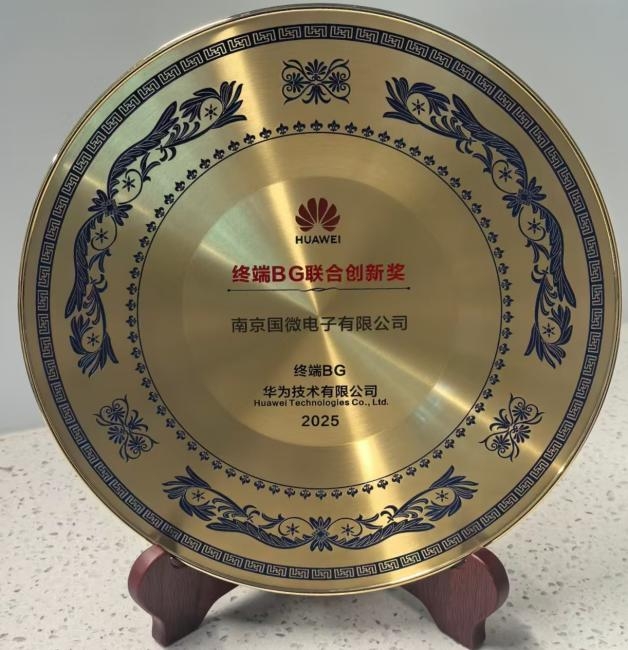 HUAWEI
终端BG联合创新奖
南京国微电子有限公司
终端BG
华为技术有限公司
Huawei Technologies Co., Ltd.
2025